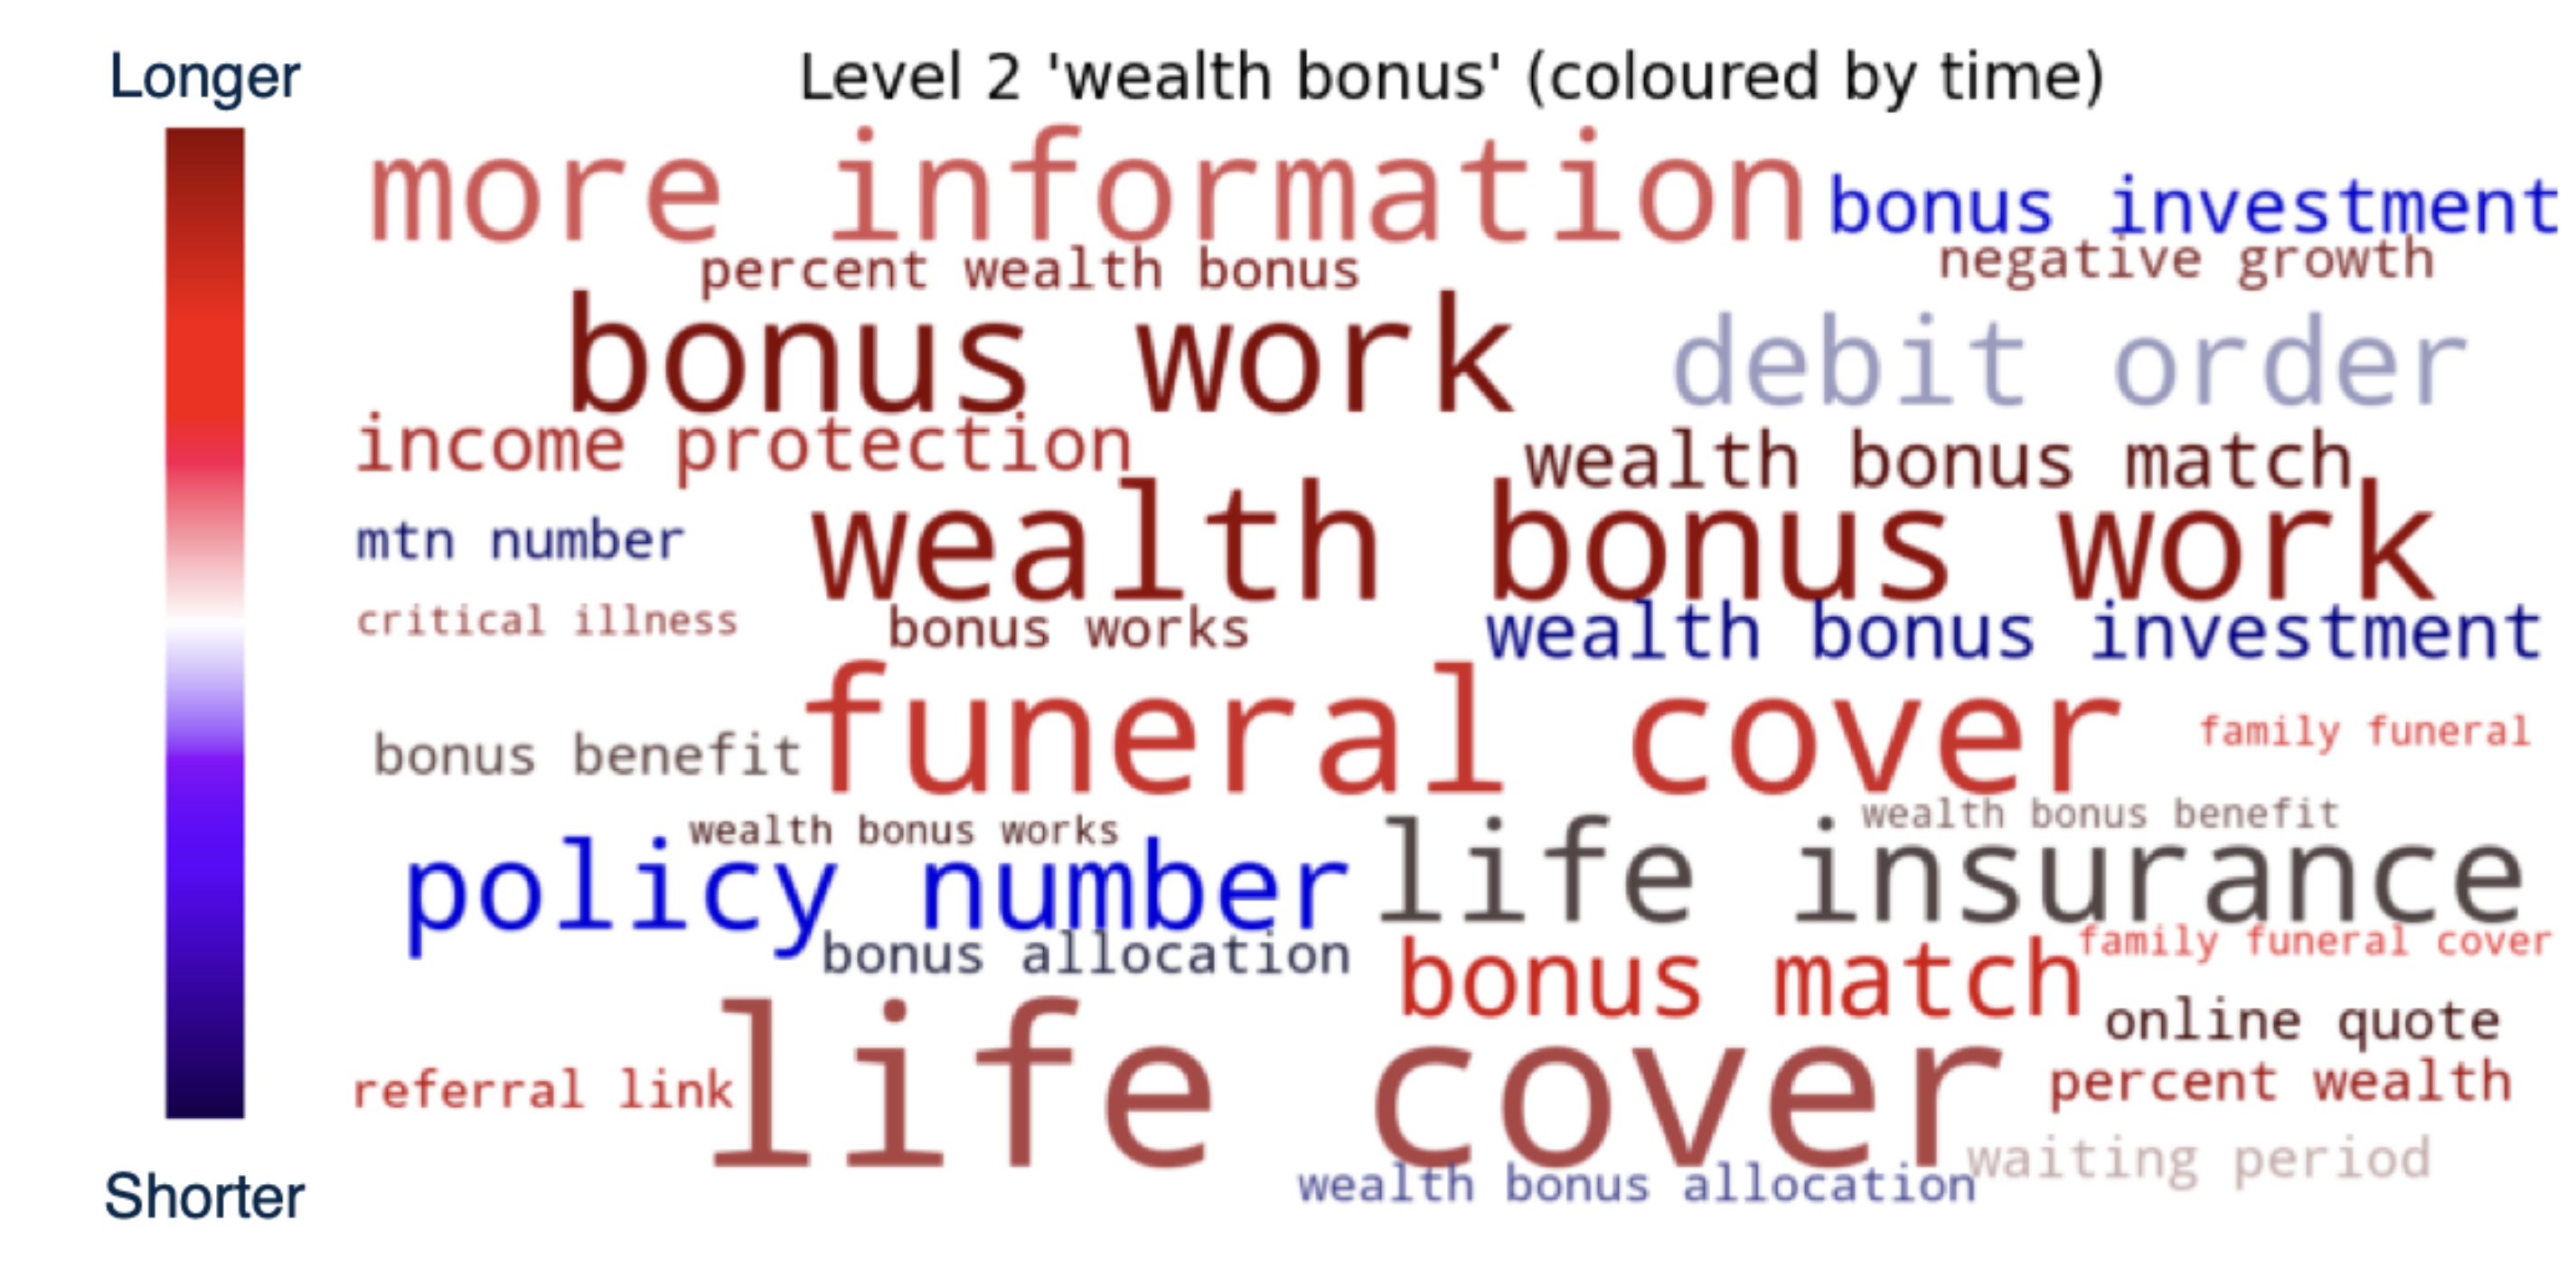 Longer
Level 2 'wealth bonus' (coloured by time)
more information
bonus investment
percent wealth bonus
negative growth
bonus work
debit order
income protection
wealth bonus match
mtn number
wealth bonus work
critical illness
bonus works
wealth bonus investment
bonus benefit
funeral cover
family funeral
wealth bonus works
wealth bonus benefit
policy number
life insurance
bonus allocation
bonus match
family funeral cover
online quote
referral link
life cover
percent wealth
waiting period
wealth bonus allocation
Shorter